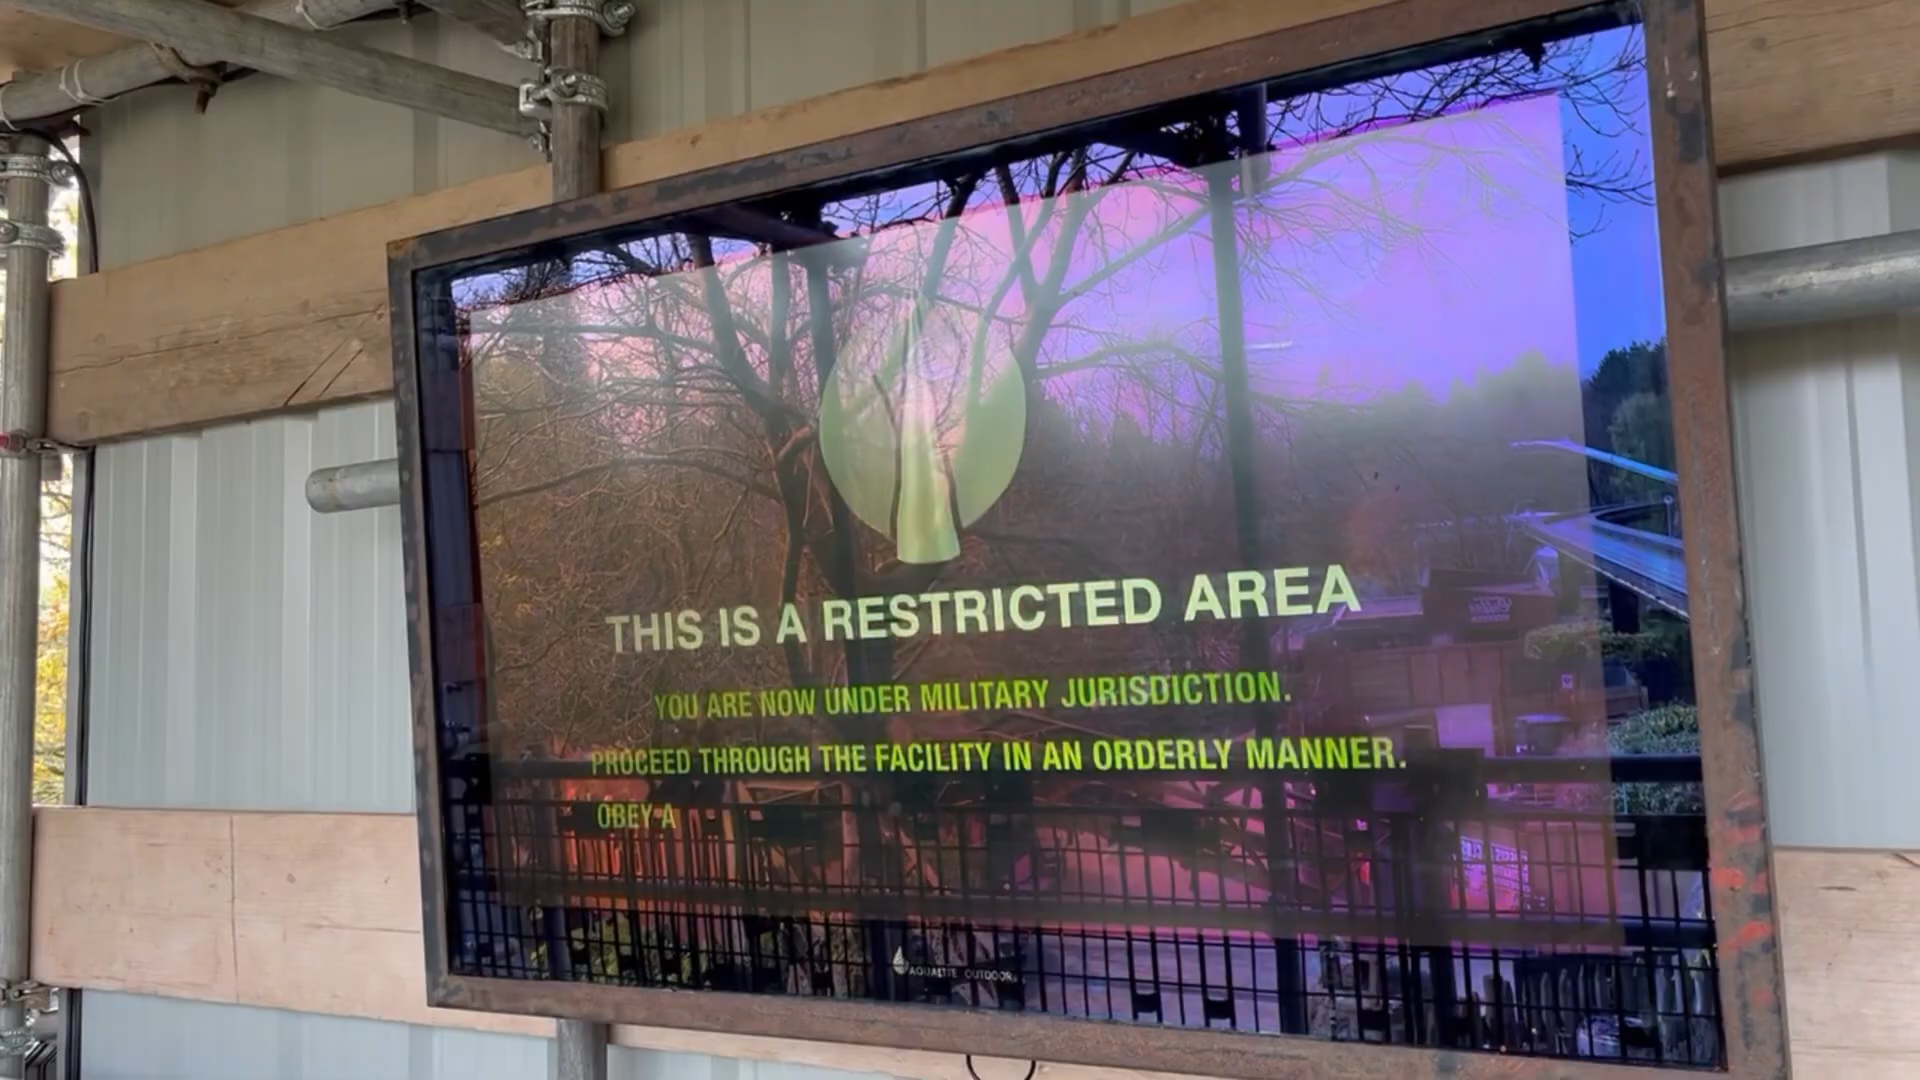 THIS IS A RESTRICTED AREA
YOU ARE NOW UNDER MILITARY JURISDICTION.
PROCEED THROUGH THE FACILITY IN AN ORDERLY MANNER.
OBEY A
AQUALITE OUTDOOR